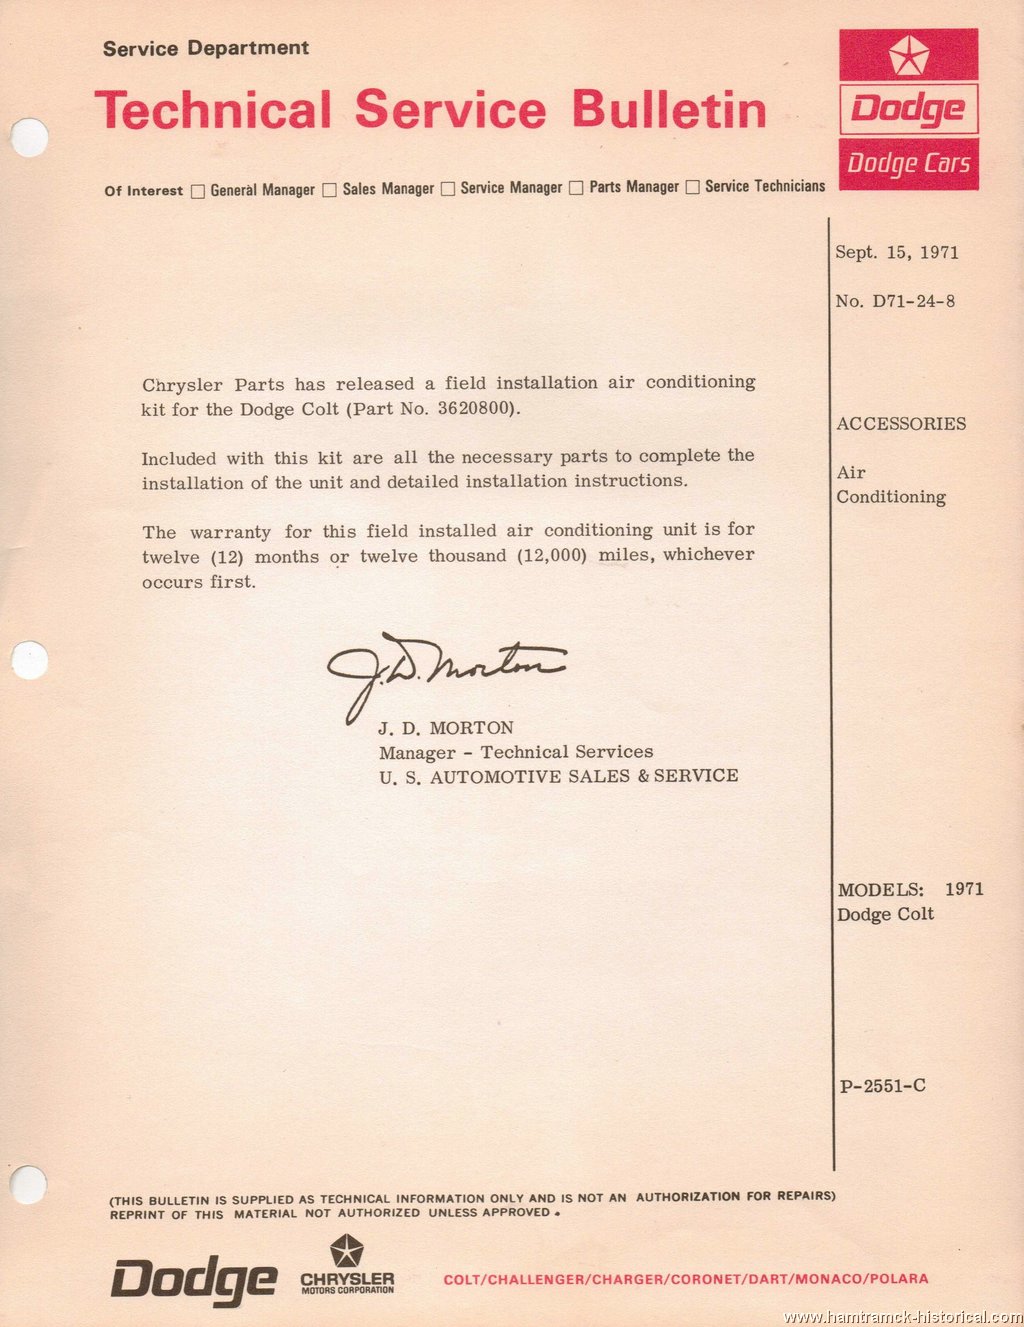 Service Department
Technical Service Bulletin
Dodge
Dodge Cars
Of Interest □ General Manager □ Sales Manager □ Service Manager □ Parts Manager □ Service Technicians
Sept. 15, 1971
No. D71-24-8
Chrysler Parts has released a field installation air conditioning
kit for the Dodge Colt (Part No. 3620800).
Included with this kit are all the necessary parts to complete the
installation of the unit and detailed installation instructions.
The warranty for this field installed air conditioning unit is for
twelve (12) months or twelve thousand (12,000) miles, whichever
occurs first.
ACCESSORIES
Air
Conditioning
J.D. Morton
J. D. MORTON
Manager - Technical Services
U. S. AUTOMOTIVE SALES & SERVICE
MODELS: 1971
Dodge Colt
P-2551-C
(THIS BULLETIN IS SUPPLIED AS TECHNICAL INFORMATION ONLY AND IS NOT AN AUTHORIZATION FOR REPAIRS)
REPRINT OF THIS MATERIAL NOT AUTHORIZED UNLESS APPROVED.
Dodge
CHRYSLER
MOTORS CORPORATION
COLT/CHALLENGER/CHARGER/CORONET/DART/MONACO/POLARA
www.hamtramck-historical.com